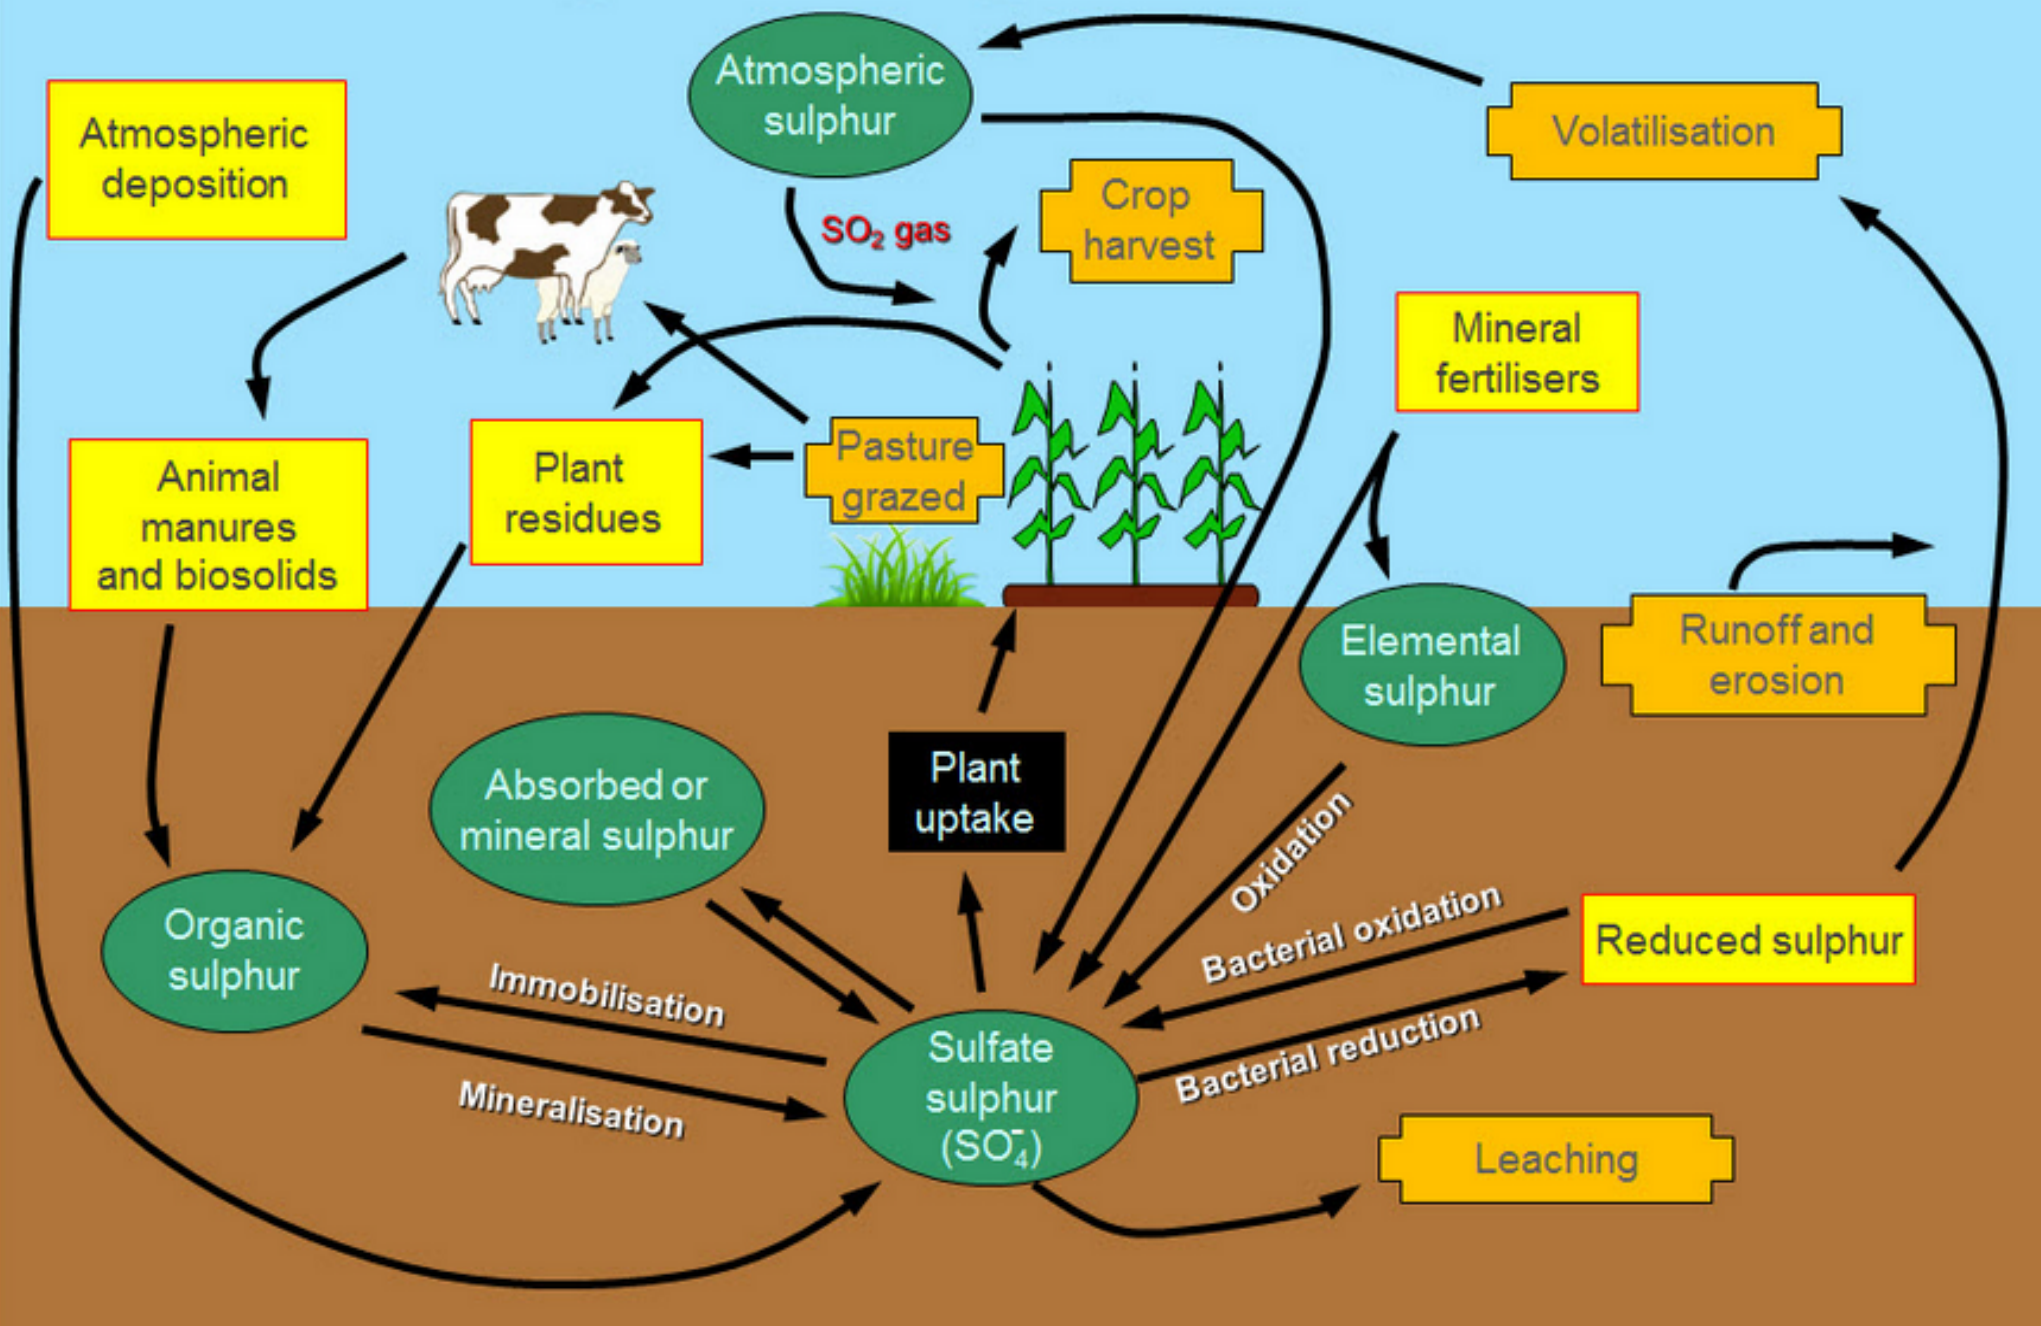 Atmospheric
sulphur
Atmospheric
deposition
Volatilisation
SO₂ gas
Crop
harvest
Mineral
fertilisers
Animal
manures
and biosolids
Plant
residues
Pasture
grazed
Elemental
sulphur
Runoff and
erosion
Absorbed or
mineral sulphur
Plant
uptake
Oxidation
Organic
sulphur
Bacterial oxidation
Reduced sulphur
Immobilisation
Mineralisation
Sulfate
sulphur
(SO₄⁻)
Bacterial reduction
Leaching